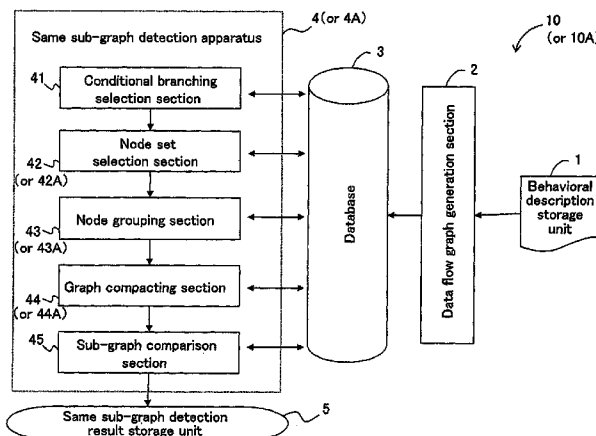 4 (or 4A)
10
(or 10A)
Same sub-graph detection apparatus
3
2
41
Conditional branching
selection section
1
42
(or 42A)
Node set
selection section
Behavioral
description
storage unit
43
(or 43A)
Node grouping section
Database
Data flow graph generation section
44
(or 44A)
Graph compacting section
45
Sub-graph comparison
section
5
Same sub-graph detection
result storage unit